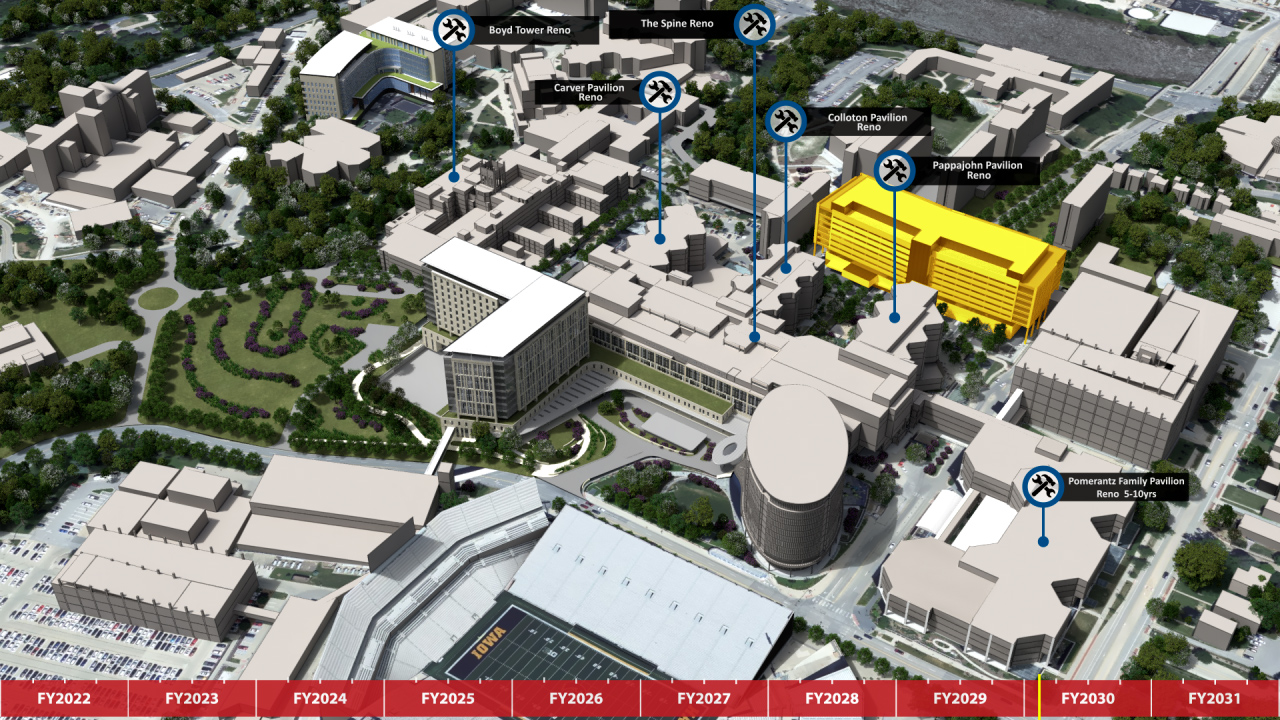 Boyd Tower Reno
The Spine Reno
Carver Pavilion
Reno
Colloton Pavilion
Reno
Pappajohn Pavilion
Reno
Pomerantz Family Pavilion
Reno 5-10yrs
IOWA
FY2022
FY2023
FY2024
FY2025
FY2026
FY2027
FY2028
FY2029
FY2030
FY2031